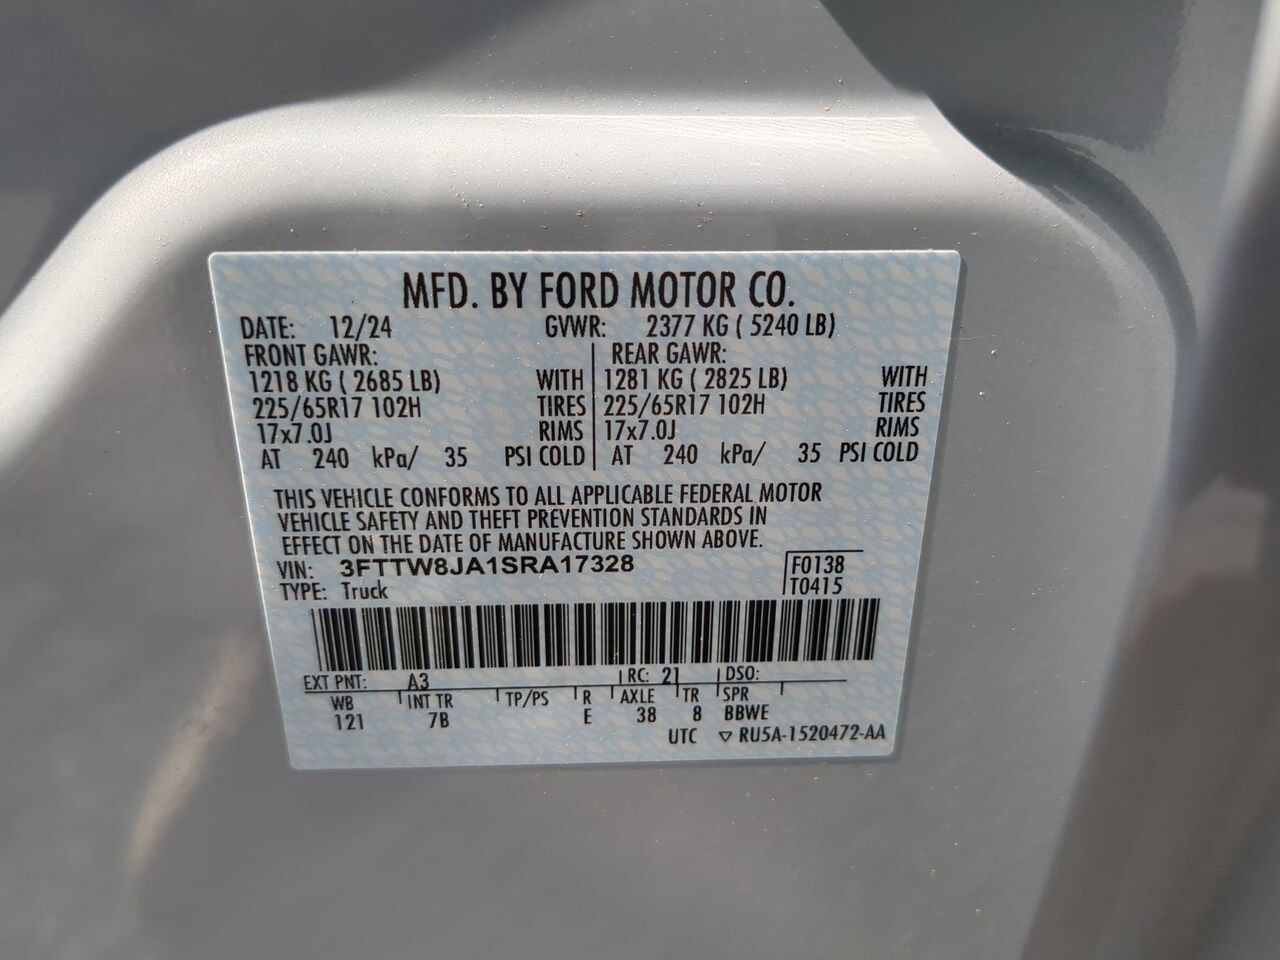 MFD. BY FORD MOTOR CO.
DATE: 12/24 GVWR: 2377 KG ( 5240 LB)
FRONT GAWR: REAR GAWR:
1218 KG ( 2685 LB) WITH 1281 KG ( 2825 LB) WITH
225/65R17 102H TIRES 225/65R17 102H TIRES
17x7.0J RIMS 17x7.0J RIMS
AT 240 kPa/ 35 PSI COLD AT 240 kPa/ 35 PSI COLD
THIS VEHICLE CONFORMS TO ALL APPLICABLE FEDERAL MOTOR
VEHICLE SAFETY AND THEFT PREVENTION STANDARDS IN
EFFECT ON THE DATE OF MANUFACTURE SHOWN ABOVE.
VIN: 3FTTW8JA1SRA17328 F0138
TYPE: Truck T0415
EXT PNT: A3 RC: 21 DSO:
WB INT TR TP/PS R AXLE TR SPR
121 7B E 38 8 BBWE
UTC ▽ RU5A-1520472-AA